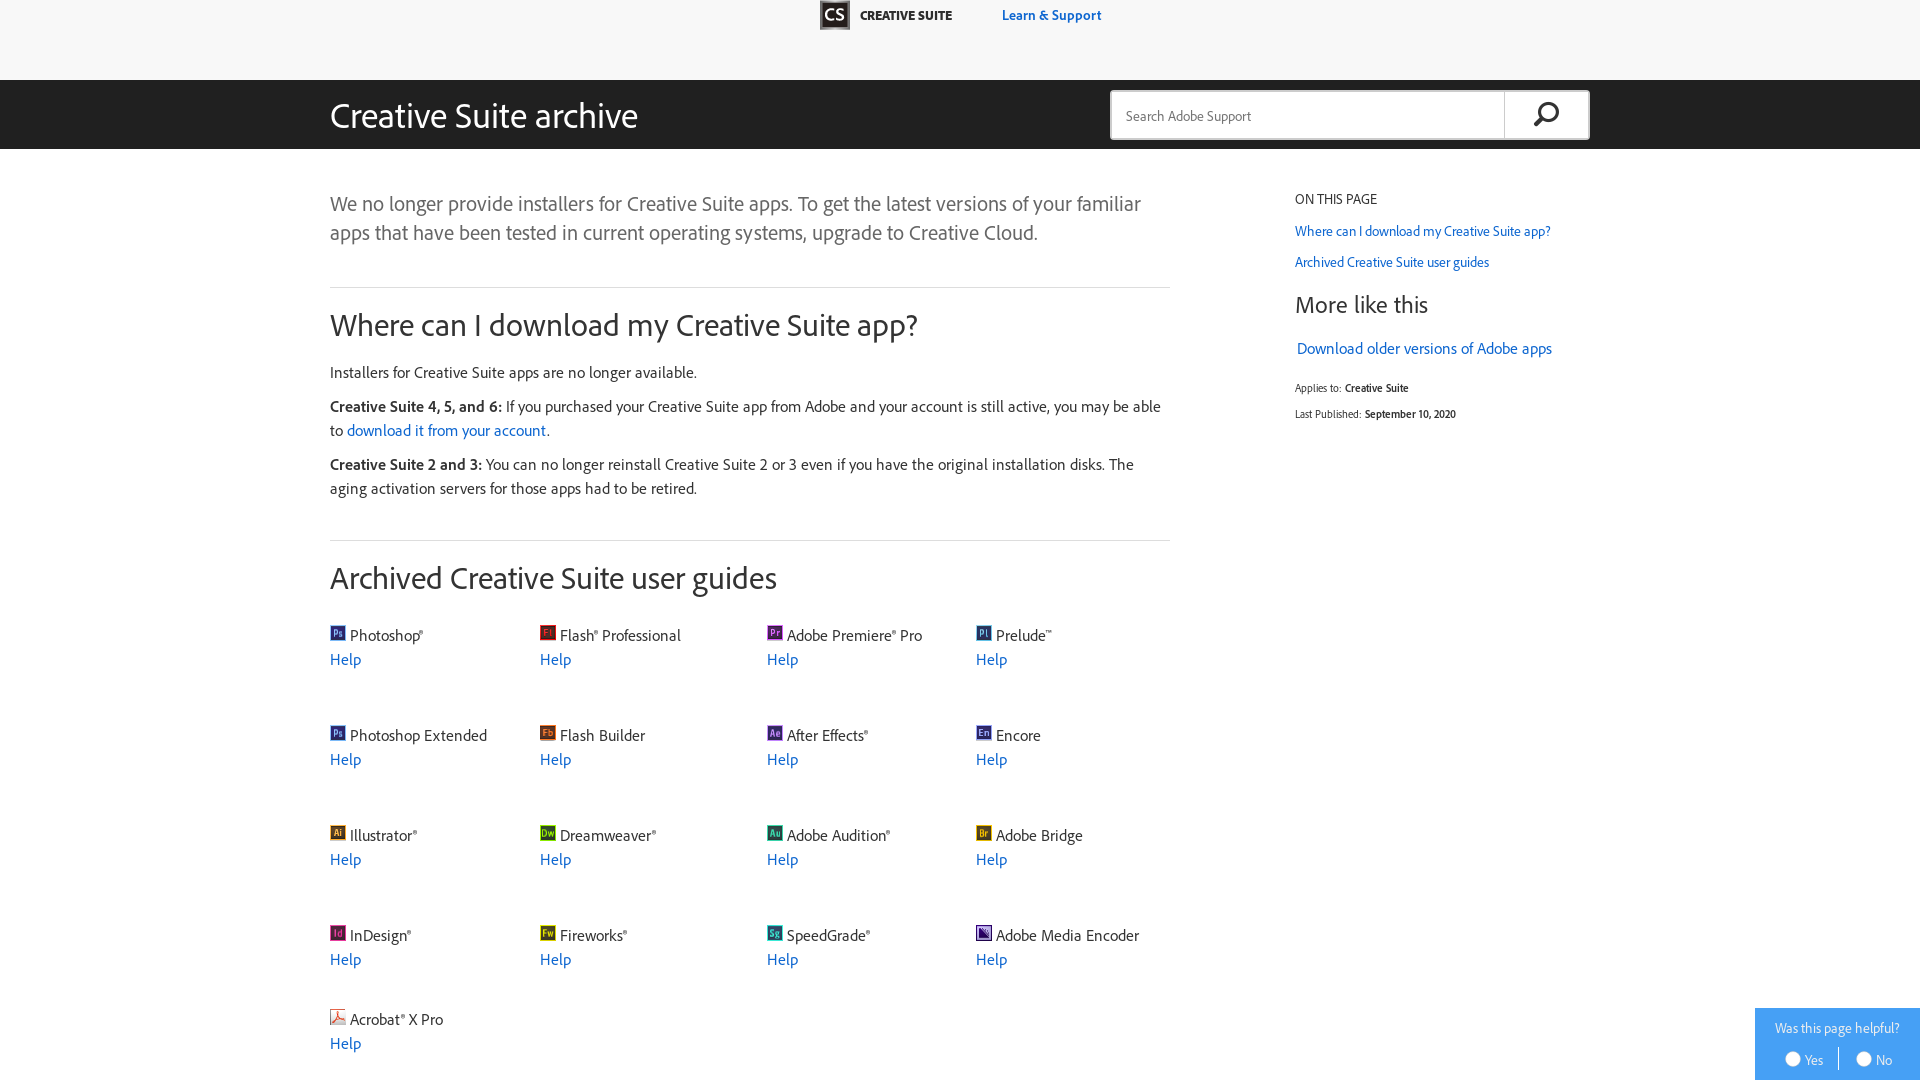 CS CREATIVE SUITE Learn & Support
Creative Suite archive
Search Adobe Support
We no longer provide installers for Creative Suite apps. To get the latest versions of your familiar
apps that have been tested in current operating systems, upgrade to Creative Cloud.
Where can I download my Creative Suite app?
Installers for Creative Suite apps are no longer available.
Creative Suite 4, 5, and 6: If you purchased your Creative Suite app from Adobe and your account is still active, you may be able
to download it from your account.
Creative Suite 2 and 3: You can no longer reinstall Creative Suite 2 or 3 even if you have the original installation disks. The
aging activation servers for those apps had to be retired.
Archived Creative Suite user guides
Ps Photoshop®
Help
Fl Flash® Professional
Help
Pr Adobe Premiere® Pro
Help
Pl Prelude™
Help
Ps Photoshop Extended
Help
Fb Flash Builder
Help
Ae After Effects®
Help
En Encore
Help
Ai Illustrator®
Help
Dw Dreamweaver®
Help
Au Adobe Audition®
Help
Br Adobe Bridge
Help
Id InDesign®
Help
Fw Fireworks®
Help
Sg SpeedGrade®
Help
Adobe Media Encoder
Help
Acrobat® X Pro
Help
ON THIS PAGE
Where can I download my Creative Suite app?
Archived Creative Suite user guides
More like this
Download older versions of Adobe apps
Applies to: Creative Suite
Last Published: September 10, 2020
Was this page helpful?
Yes No